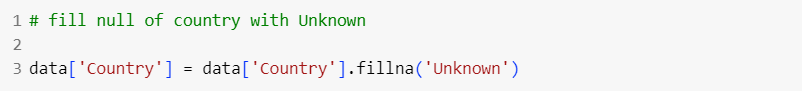 1 # fill null of country with Unknown
2
3 data['Country'] = data['Country'].fillna('Unknown')